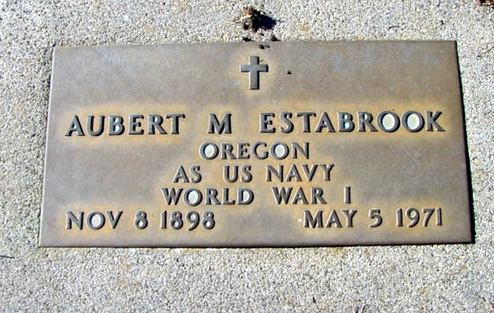 AUBERT M ESTABROOK
OREGON
AS US NAVY
WORLD WAR I
NOV 8 1898 MAY 5 1971